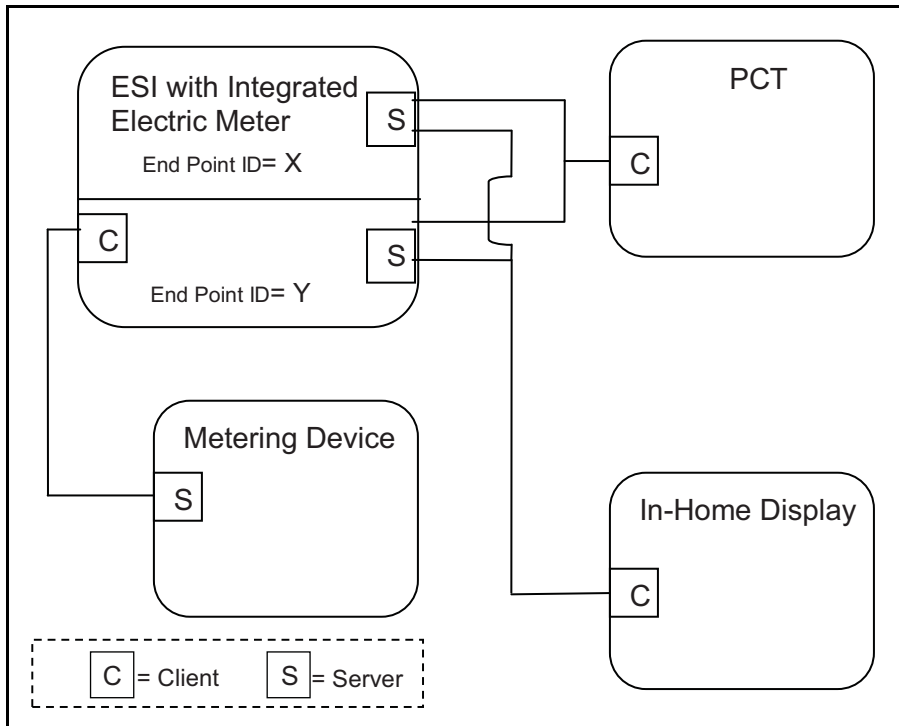 ESI with Integrated
Electric Meter
S
End Point ID= X
C
S
End Point ID= Y
PCT
C
Metering Device
S
In-Home Display
C
C = Client
S = Server